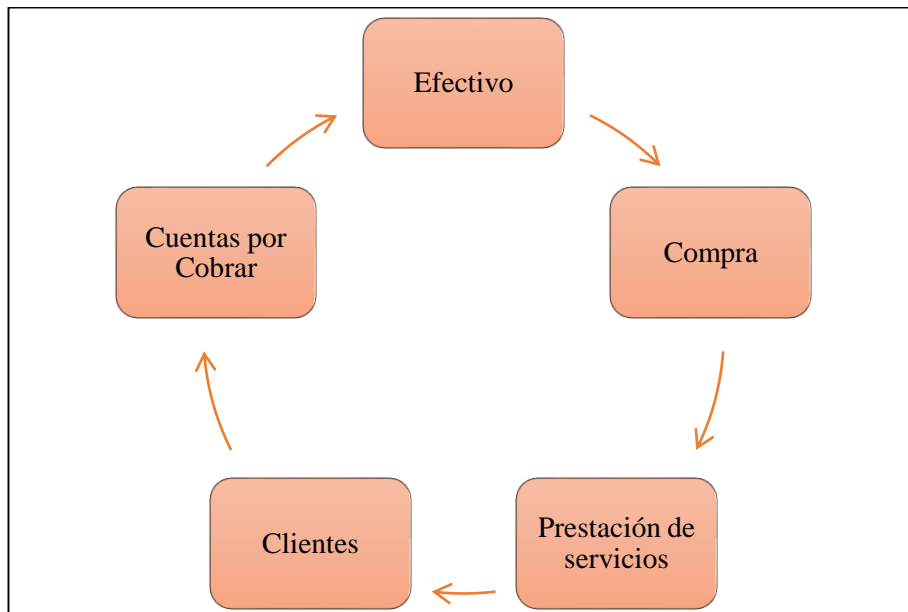 Efectivo
Compra
Prestación de
servicios
Clientes
Cuentas por
Cobrar